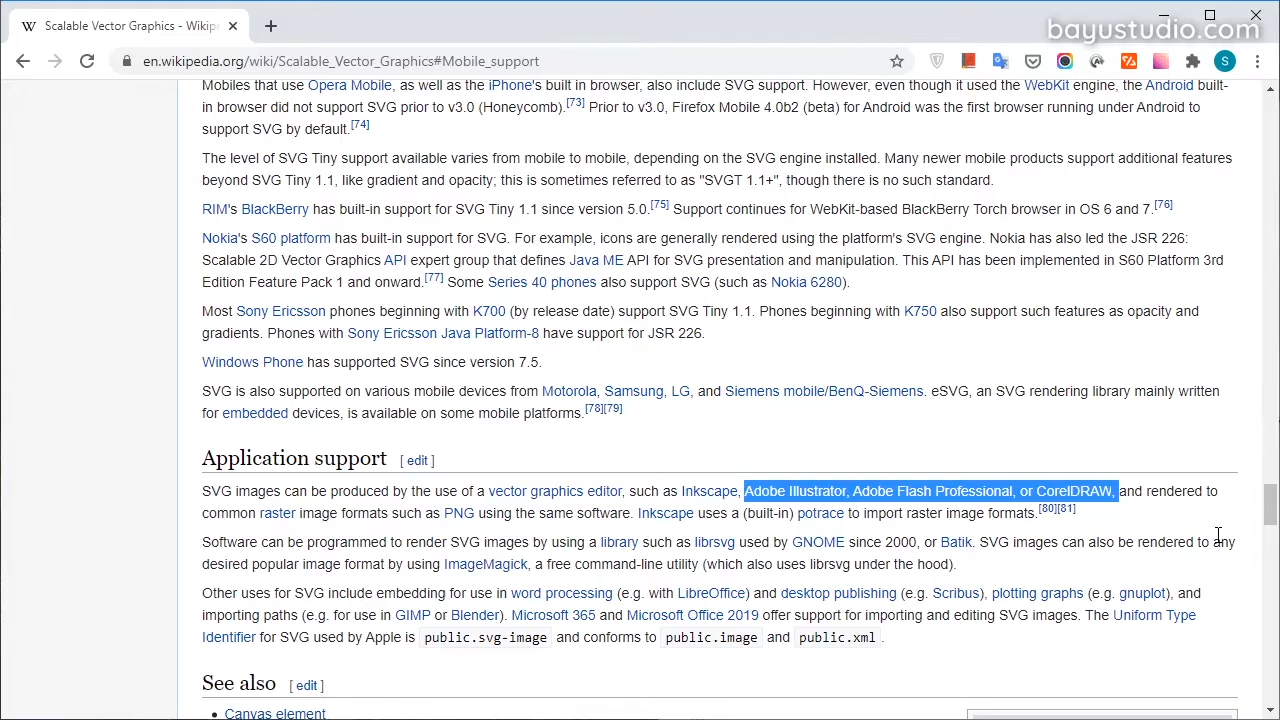 Scalable Vector Graphics - Wikipe
bayustudio.com
en.wikipedia.org/wiki/Scalable_Vector_Graphics#Mobile_support
Mobiles that use Opera Mobile, as well as the iPhone's built in browser, also include SVG support. However, even though it used the WebKit engine, the Android built-
in browser did not support SVG prior to v3.0 (Honeycomb).[73] Prior to v3.0, Firefox Mobile 4.0b2 (beta) for Android was the first browser running under Android to
support SVG by default.[74]
The level of SVG Tiny support available varies from mobile to mobile, depending on the SVG engine installed. Many newer mobile products support additional features
beyond SVG Tiny 1.1, like gradient and opacity; this is sometimes referred to as "SVGT 1.1+", though there is no such standard.
RIM's BlackBerry has built-in support for SVG Tiny 1.1 since version 5.0.[75] Support continues for WebKit-based BlackBerry Torch browser in OS 6 and 7.[76]
Nokia's S60 platform has built-in support for SVG. For example, icons are generally rendered using the platform's SVG engine. Nokia has also led the JSR 226:
Scalable 2D Vector Graphics API expert group that defines Java ME API for SVG presentation and manipulation. This API has been implemented in S60 Platform 3rd
Edition Feature Pack 1 and onward.[77] Some Series 40 phones also support SVG (such as Nokia 6280).
Most Sony Ericsson phones beginning with K700 (by release date) support SVG Tiny 1.1. Phones beginning with K750 also support such features as opacity and
gradients. Phones with Sony Ericsson Java Platform-8 have support for JSR 226.
Windows Phone has supported SVG since version 7.5.
SVG is also supported on various mobile devices from Motorola, Samsung, LG, and Siemens mobile/BenQ-Siemens. eSVG, an SVG rendering library mainly written
for embedded devices, is available on some mobile platforms.[78][79]
Application support [ edit ]
SVG images can be produced by the use of a vector graphics editor, such as Inkscape, Adobe Illustrator, Adobe Flash Professional, or CorelDRAW, and rendered to
common raster image formats such as PNG using the same software. Inkscape uses a (built-in) potrace to import raster image formats.[80][81]
Software can be programmed to render SVG images by using a library such as librsvg used by GNOME since 2000, or Batik. SVG images can also be rendered to any
desired popular image format by using ImageMagick, a free command-line utility (which also uses librsvg under the hood).
Other uses for SVG include embedding for use in word processing (e.g. with LibreOffice) and desktop publishing (e.g. Scribus), plotting graphs (e.g. gnuplot), and
importing paths (e.g. for use in GIMP or Blender). Microsoft 365 and Microsoft Office 2019 offer support for importing and editing SVG images. The Uniform Type
Identifier for SVG used by Apple is public.svg-image and conforms to public.image and public.xml.
See also [ edit ]
• Canvas element